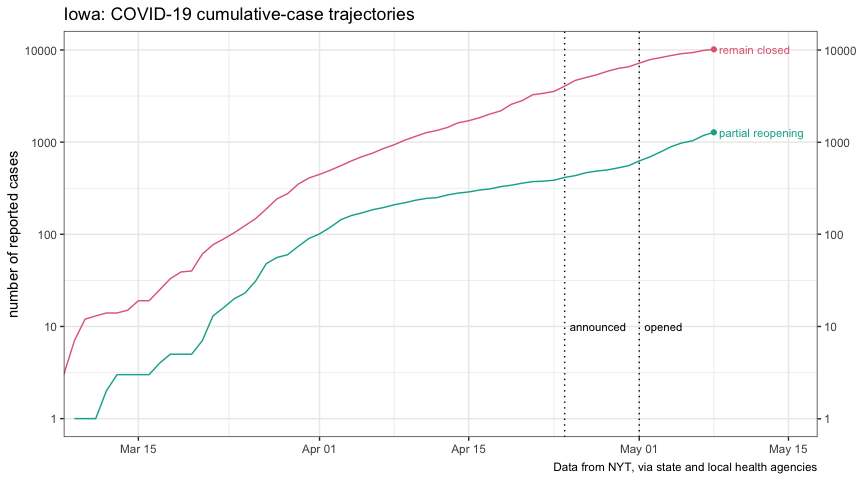 Iowa: COVID-19 cumulative-case trajectories
number of reported cases
10000
1000
100
10
1
10000
1000
100
10
1
remain closed
partial reopening
announced
opened
Mar 15
Apr 01
Apr 15
May 01
May 15
Data from NYT, via state and local health agencies